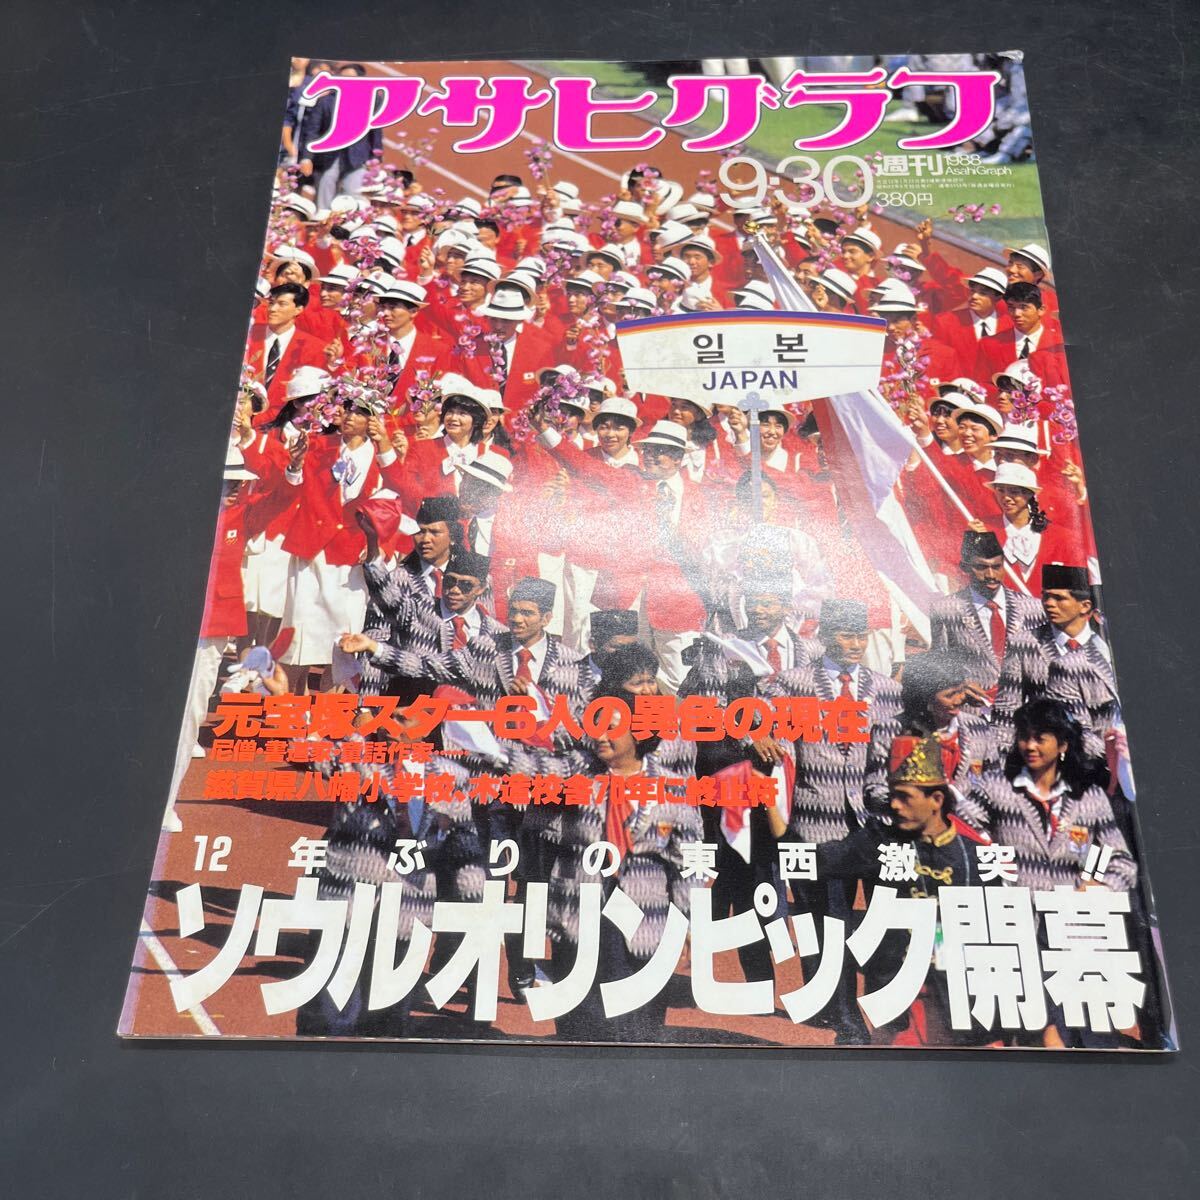 アサヒグラフ
9·30 週刊 1988
AsahiGraph
380円
일 본
JAPAN
元宝塚スター6人の異色の現在
尼僧・書道家・童話作家……
滋賀県八幡小学校、木造校舎71年に終止符
12年ぶりの東西激突!!
ソウルオリンピック開幕